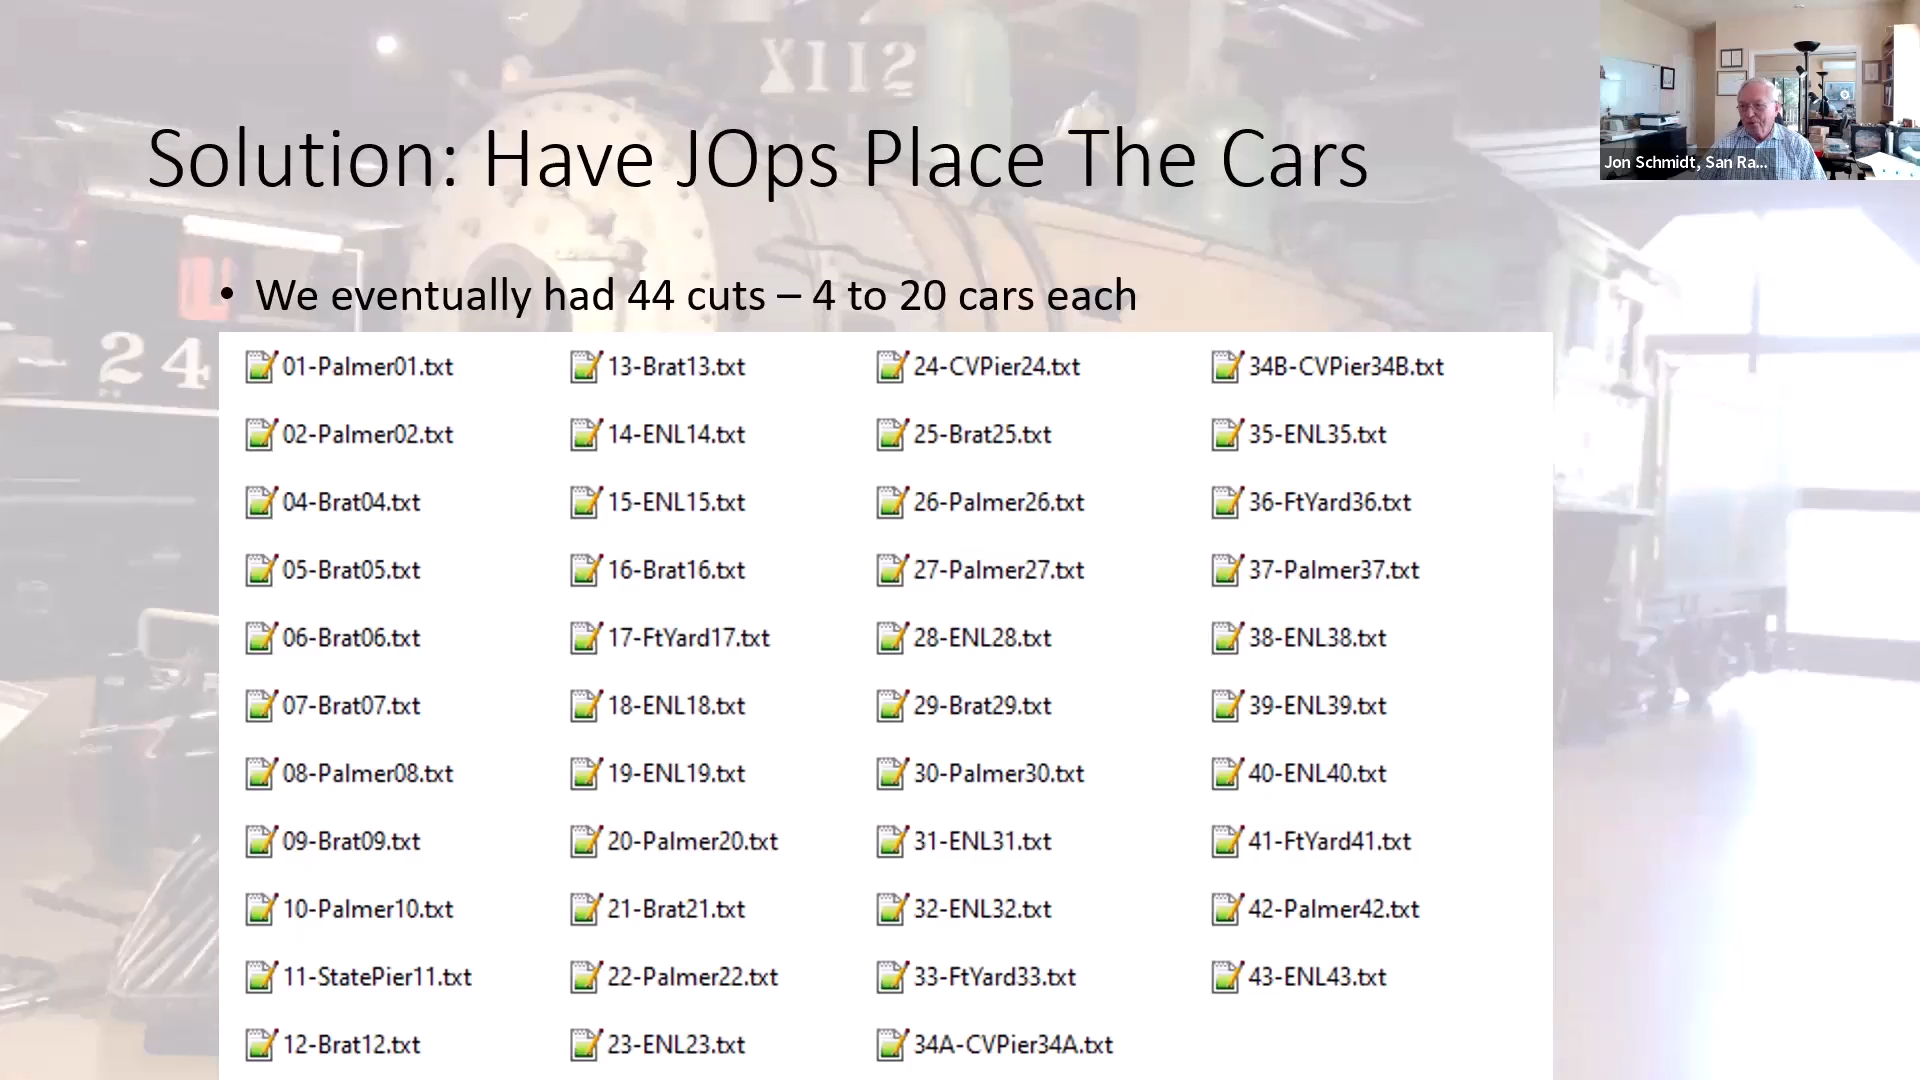 X112
Solution: Have JOps Place The Cars
Jon Schmidt, San Ra...
• We eventually had 44 cuts – 4 to 20 cars each
24
01-Palmer01.txt
02-Palmer02.txt
04-Brat04.txt
05-Brat05.txt
06-Brat06.txt
07-Brat07.txt
08-Palmer08.txt
09-Brat09.txt
10-Palmer10.txt
11-StatePier11.txt
12-Brat12.txt
13-Brat13.txt
14-ENL14.txt
15-ENL15.txt
16-Brat16.txt
17-FtYard17.txt
18-ENL18.txt
19-ENL19.txt
20-Palmer20.txt
21-Brat21.txt
22-Palmer22.txt
23-ENL23.txt
24-CVPier24.txt
25-Brat25.txt
26-Palmer26.txt
27-Palmer27.txt
28-ENL28.txt
29-Brat29.txt
30-Palmer30.txt
31-ENL31.txt
32-ENL32.txt
33-FtYard33.txt
34A-CVPier34A.txt
34B-CVPier34B.txt
35-ENL35.txt
36-FtYard36.txt
37-Palmer37.txt
38-ENL38.txt
39-ENL39.txt
40-ENL40.txt
41-FtYard41.txt
42-Palmer42.txt
43-ENL43.txt